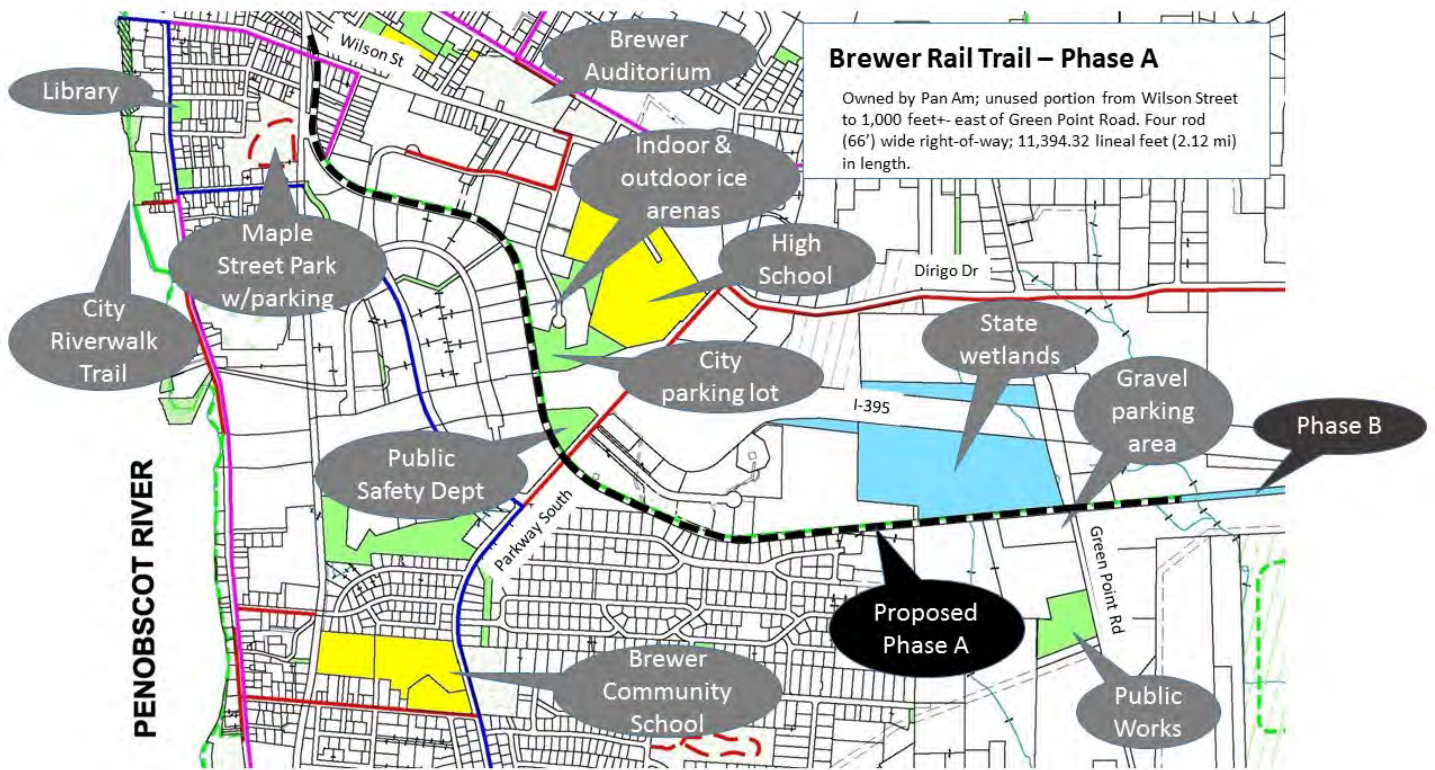 Brewer Rail Trail – Phase A
Owned by Pan Am; unused portion from Wilson Street
to 1,000 feet+- east of Green Point Road. Four rod
(66’) wide right-of-way; 11,394.32 lineal feet (2.12 mi)
in length.
Wilson St
Brewer
Auditorium
Library
Indoor &
outdoor ice
arenas
Maple
Street Park
w/parking
High
School
Dirigo Dr
City
Riverwalk
Trail
State
wetlands
City
parking lot
Gravel
parking
area
I-395
Phase B
Public
Safety Dept
PENOBSCOT RIVER
Parkway South
Green Point Rd
Proposed
Phase A
Brewer
Community
School
Public
Works